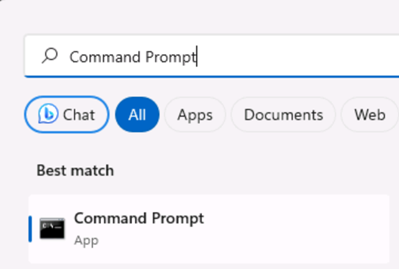 Command Prompt
Chat All Apps Documents Web
Best match
Command Prompt
App